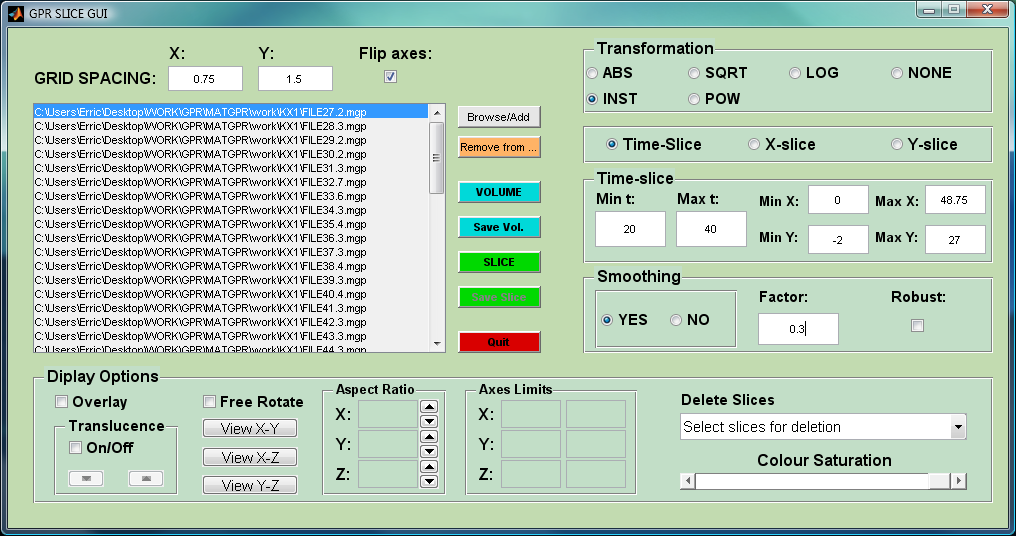 GPR SLICE GUI
X: Y: Flip axes:
GRID SPACING: 0.75 1.5
C:\Users\Erric\Desktop\WORK\GPR\MATGPR\work\KX1\FILE27.2.mgp
C:\Users\Erric\Desktop\WORK\GPR\MATGPR\work\KX1\FILE28.3.mgp
C:\Users\Erric\Desktop\WORK\GPR\MATGPR\work\KX1\FILE29.2.mgp
C:\Users\Erric\Desktop\WORK\GPR\MATGPR\work\KX1\FILE30.2.mgp
C:\Users\Erric\Desktop\WORK\GPR\MATGPR\work\KX1\FILE31.3.mgp
C:\Users\Erric\Desktop\WORK\GPR\MATGPR\work\KX1\FILE32.7.mgp
C:\Users\Erric\Desktop\WORK\GPR\MATGPR\work\KX1\FILE33.6.mgp
C:\Users\Erric\Desktop\WORK\GPR\MATGPR\work\KX1\FILE34.3.mgp
C:\Users\Erric\Desktop\WORK\GPR\MATGPR\work\KX1\FILE35.4.mgp
C:\Users\Erric\Desktop\WORK\GPR\MATGPR\work\KX1\FILE36.3.mgp
C:\Users\Erric\Desktop\WORK\GPR\MATGPR\work\KX1\FILE37.3.mgp
C:\Users\Erric\Desktop\WORK\GPR\MATGPR\work\KX1\FILE38.4.mgp
C:\Users\Erric\Desktop\WORK\GPR\MATGPR\work\KX1\FILE39.3.mgp
C:\Users\Erric\Desktop\WORK\GPR\MATGPR\work\KX1\FILE40.4.mgp
C:\Users\Erric\Desktop\WORK\GPR\MATGPR\work\KX1\FILE41.3.mgp
C:\Users\Erric\Desktop\WORK\GPR\MATGPR\work\KX1\FILE42.3.mgp
C:\Users\Erric\Desktop\WORK\GPR\MATGPR\work\KX1\FILE43.3.mgp
C:\Users\Erric\Desktop\WORK\GPR\MATGPR\work\KX1\FILE44.3.mgp
Browse/Add
Remove from ...
VOLUME
Save Vol.
SLICE
Save Slice
Quit
Transformation
ABS SQRT LOG NONE
INST POW
Time-Slice X-slice Y-slice
Time-slice
Min t: Max t: Min X: 0 Max X: 48.75
20 40 Min Y: -2 Max Y: 27
Smoothing
Factor: Robust:
YES NO 0.3
Diplay Options
Overlay
Translucence
On/Off
Free Rotate
View X-Y
View X-Z
View Y-Z
Aspect Ratio
X:
Y:
Z:
Axes Limits
X:
Y:
Z:
Delete Slices
Select slices for deletion
Colour Saturation